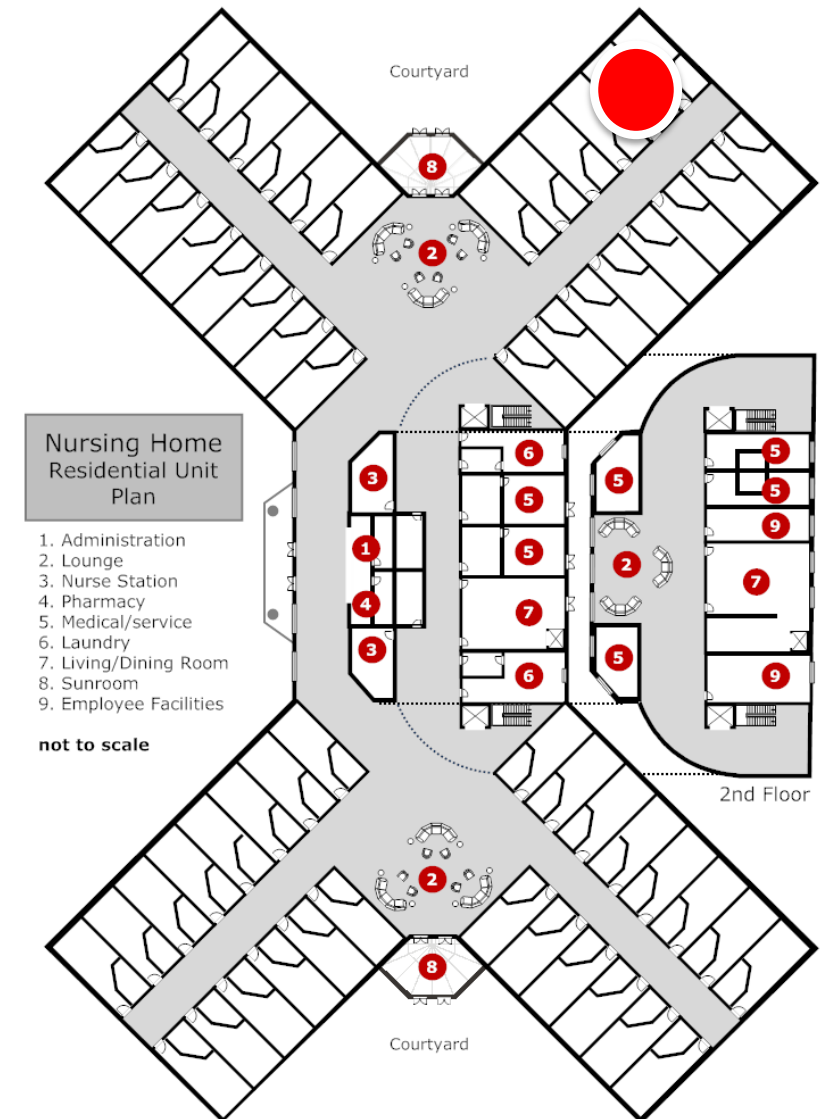 Courtyard
8
2
Nursing Home
Residential Unit
Plan
1. Administration
2. Lounge
3. Nurse Station
4. Pharmacy
5. Medical/service
6. Laundry
7. Living/Dining Room
8. Sunroom
9. Employee Facilities
not to scale
3
1
4
3
6
5
5
7
6
5
2
5
5
5
9
7
9
2nd Floor
2
8
Courtyard